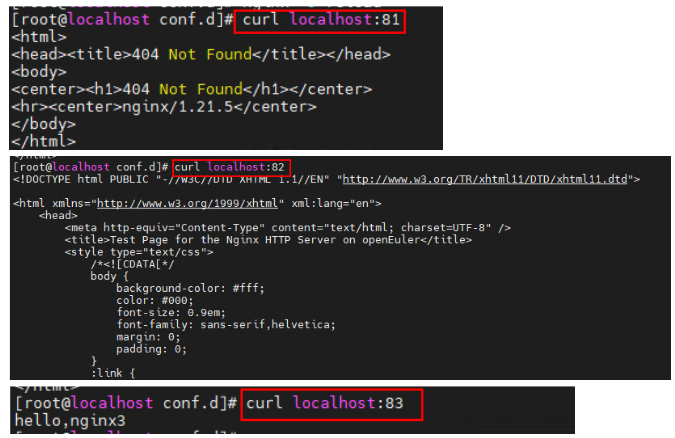 [root@localhost conf.d]# curl localhost:81
<html>
<head><title>404 Not Found</title></head>
<body>
<center><h1>404 Not Found</h1></center>
<hr><center>nginx/1.21.5</center>
</body>
</html>
[root@localhost conf.d]# curl localhost:82
<!DOCTYPE html PUBLIC "-//W3C//DTD XHTML 1.1//EN" "http://www.w3.org/TR/xhtml11/DTD/xhtml11.dtd">
<html xmlns="http://www.w3.org/1999/xhtml" xml:lang="en">
<head>
<meta http-equiv="Content-Type" content="text/html; charset=UTF-8" />
<title>Test Page for the Nginx HTTP Server on openEuler</title>
<style type="text/css">
/*<![CDATA[*/
body {
background-color: #fff;
color: #000;
font-size: 0.9em;
font-family: sans-serif,helvetica;
margin: 0;
padding: 0;
}
:link {
[root@localhost conf.d]# curl localhost:83
hello,nginx3